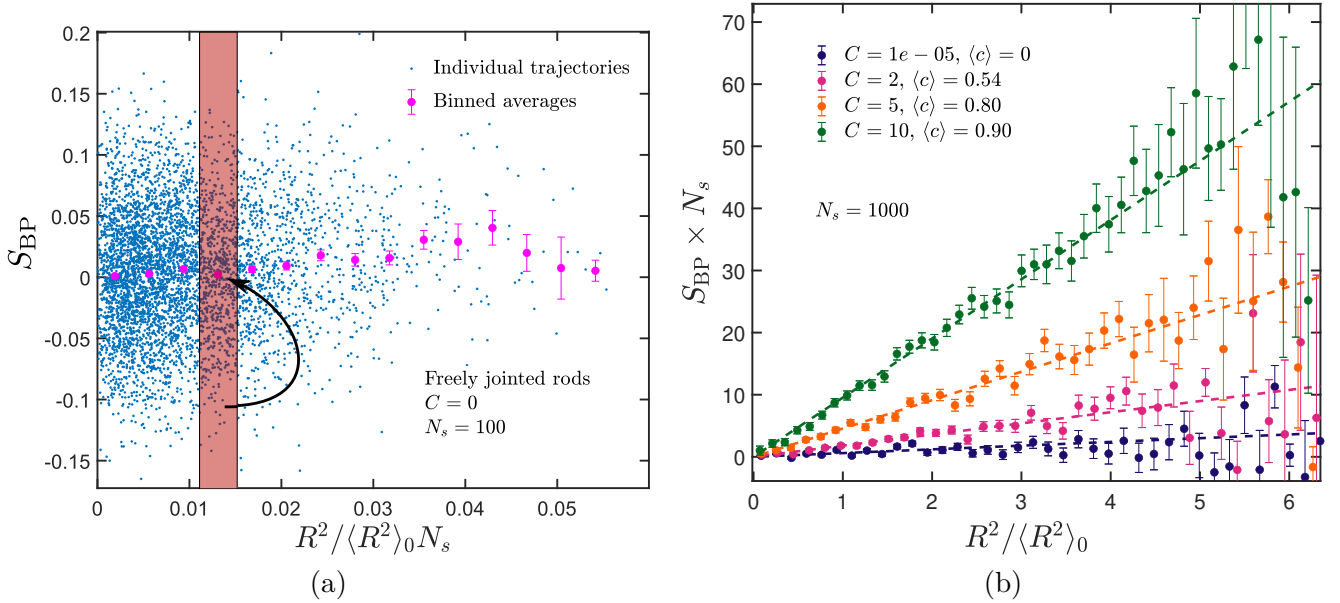 0.2
0.15
0.1
0.05
0
-0.05
-0.1
-0.15
S_BP
Individual trajectories
Binned averages
Freely jointed rods
C = 0
N_s = 100
0 0.01 0.02 0.03 0.04 0.05
R²/⟨R²⟩₀N_s
(a)
70
60
50
40
30
20
10
0
S_BP × N_s
C = 1e − 05, ⟨c⟩ = 0
C = 2, ⟨c⟩ = 0.54
C = 5, ⟨c⟩ = 0.80
C = 10, ⟨c⟩ = 0.90
N_s = 1000
0 1 2 3 4 5 6
R²/⟨R²⟩₀
(b)